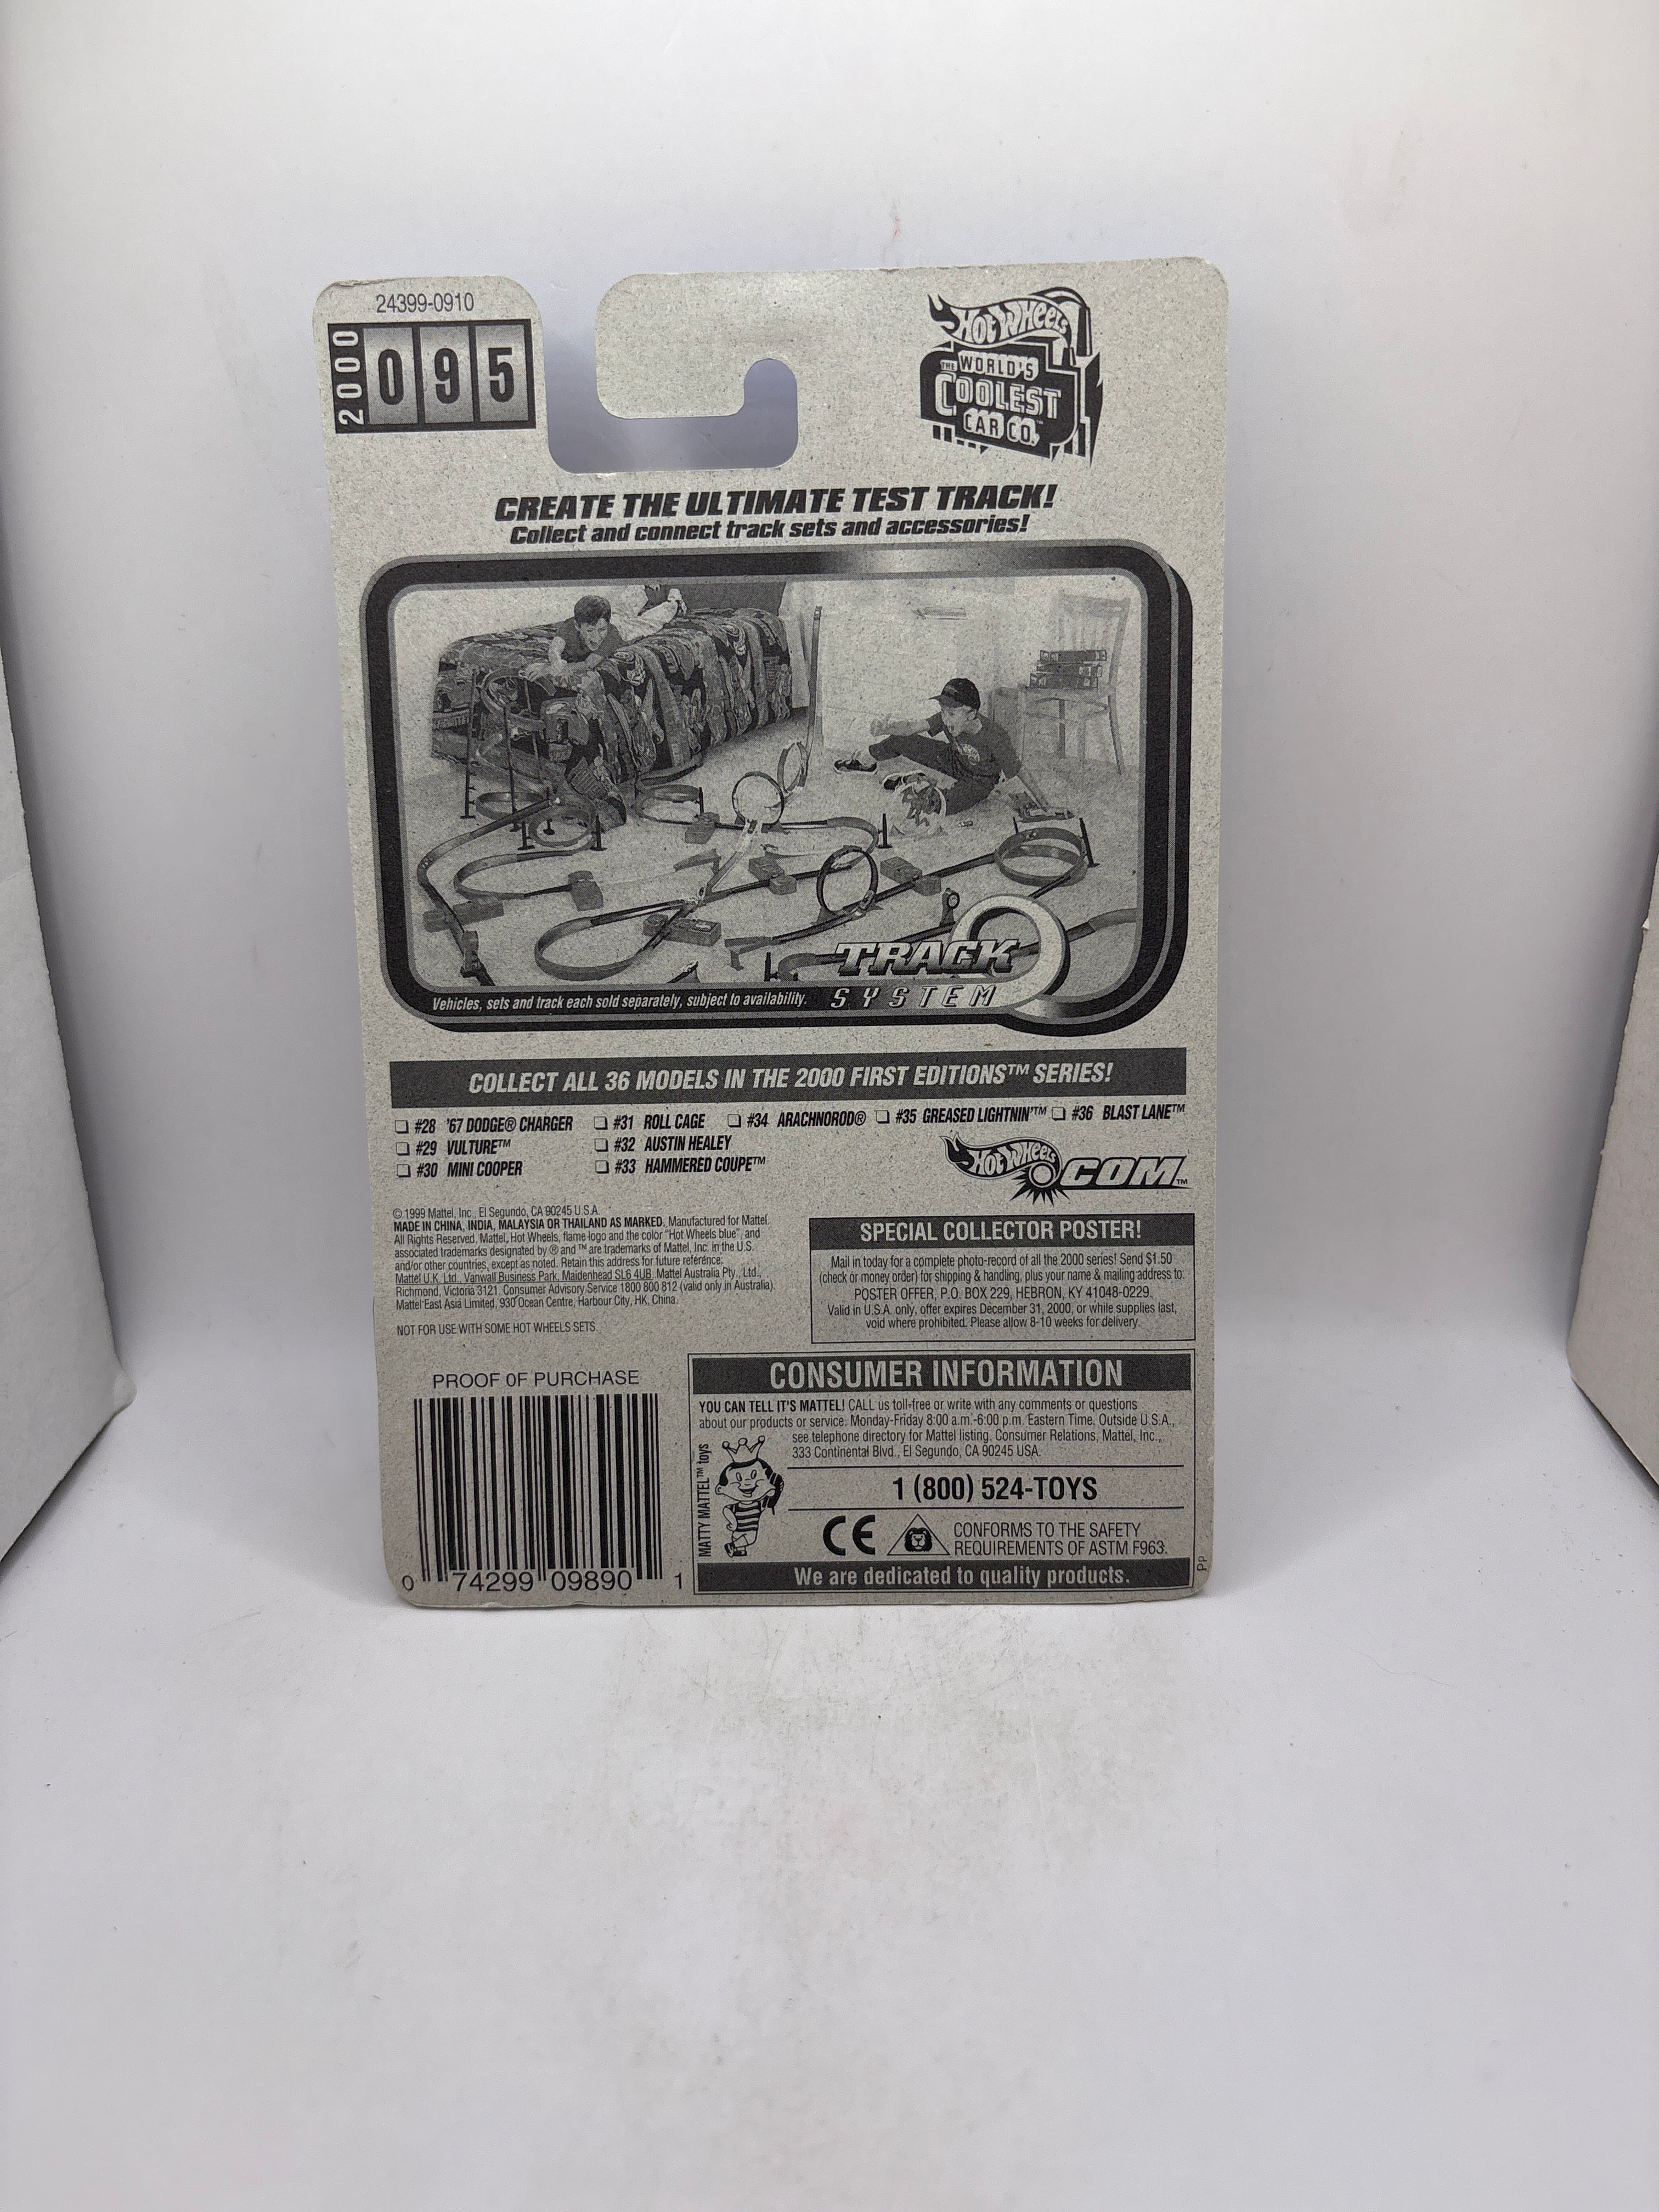 24399-0910
2000 095
HOT WHEELS
THE WORLD'S
COOLEST
CAR CO.™
CREATE THE ULTIMATE TEST TRACK!
Collect and connect track sets and accessories!
TRACK
SYSTEM
Vehicles, sets and track each sold separately, subject to availability.
COLLECT ALL 36 MODELS IN THE 2000 FIRST EDITIONS™ SERIES!
#28 '67 DODGE® CHARGER
#29 VULTURE™
#30 MINI COOPER
#31 ROLL CAGE
#32 AUSTIN HEALEY
#33 HAMMERED COUPE™
#34 ARACHNOROD®
#35 GREASED LIGHTNIN'™
#36 BLAST LANE™
HOT WHEELS.COM™
© 1999 Mattel, Inc., El Segundo, CA 90245 U.S.A.
MADE IN CHINA, INDIA, MALAYSIA OR THAILAND AS MARKED. Manufactured for Mattel.
All Rights Reserved. Mattel, Hot Wheels, flame logo and the color "Hot Wheels blue", and
associated trademarks designated by ® and ™ are trademarks of Mattel, Inc. in the U.S.
and/or other countries, except as noted. Retain this address for future reference:
Mattel U.K. Ltd., Vanwall Business Park, Maidenhead SL6 4UB. Mattel Australia Pty., Ltd.,
Richmond, Victoria 3121. Consumer Advisory Service 1800 800 812 (valid only in Australia).
Mattel East Asia Limited, 930 Ocean Centre, Harbour City, HK, China.
NOT FOR USE WITH SOME HOT WHEELS SETS.
SPECIAL COLLECTOR POSTER!
Mail in today for a complete photo-record of all the 2000 series! Send $1.50
(check or money order) for shipping & handling, plus your name & mailing address to:
POSTER OFFER, P.O. BOX 229, HEBRON, KY 41048-0229.
Valid in U.S.A. only, offer expires December 31, 2000, or while supplies last,
void where prohibited. Please allow 8-10 weeks for delivery.
PROOF OF PURCHASE
0 74299 09890 1
CONSUMER INFORMATION
YOU CAN TELL IT'S MATTEL! CALL us toll-free or write with any comments or questions
about our products or service. Monday-Friday 8:00 a.m.-6:00 p.m. Eastern Time. Outside U.S.A.,
see telephone directory for Mattel listing. Consumer Relations, Mattel, Inc.,
333 Continental Blvd., El Segundo, CA 90245 USA.
MATTY MATTEL™ toys
1 (800) 524-TOYS
CE
CONFORMS TO THE SAFETY
REQUIREMENTS OF ASTM F963.
We are dedicated to quality products.
PP